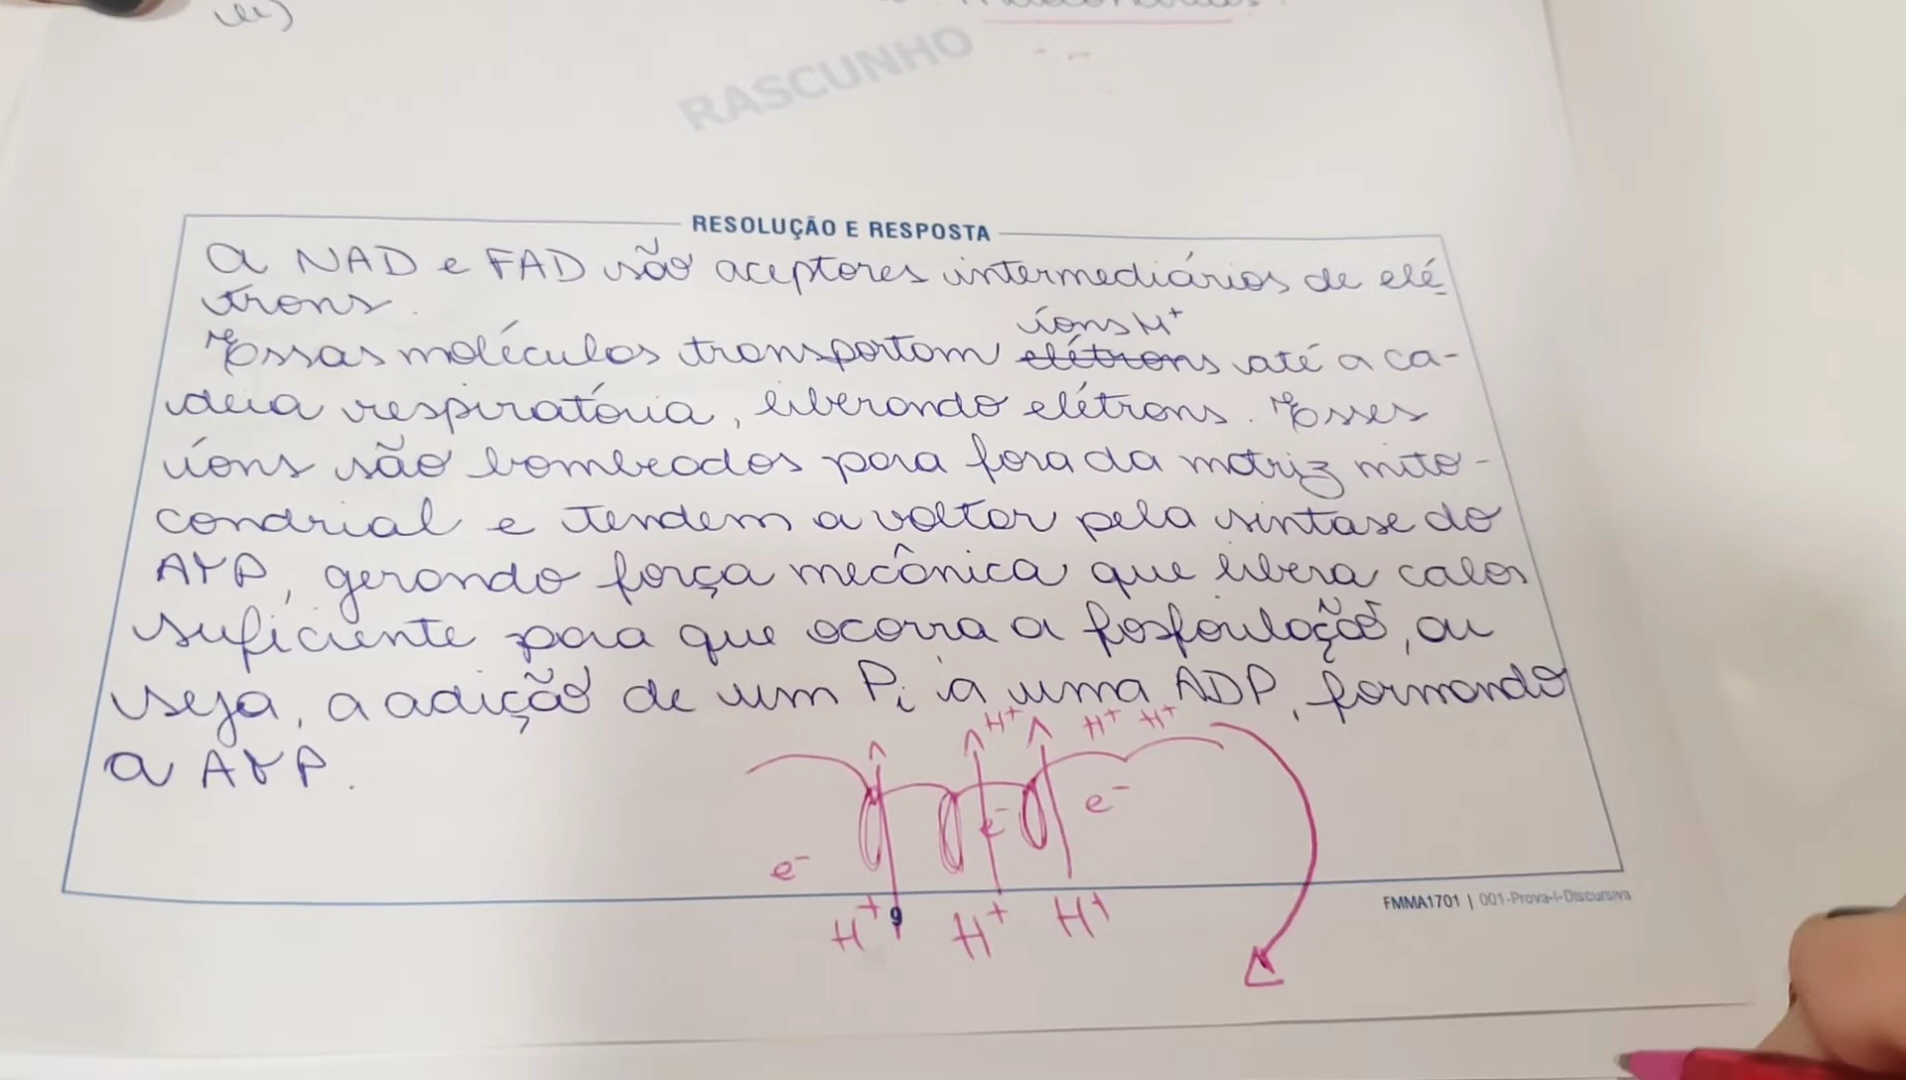 RASCUNHO
RESOLUÇÃO E RESPOSTA
A NAD e FAD são aceptores intermediários de elé
trons.
íons H⁺
Essas moléculas transportam elétrons até a ca-
deia respiratória, liberando elétrons. Esses
íons são bombeados para fora da matriz mito-
condrial e tendem a voltar pela sintase do
ATP, gerando força mecânica que libera calor
suficiente para que ocorra a fosforilação, ou
seja, a adição de um Pi a uma ADP, formando
a ATP.
H⁺ H⁺ H⁺
e⁻ e⁻ e⁻
H⁺ 9 H⁺ H⁺
FMMA1701 | 001-Prova-I-Discursiva